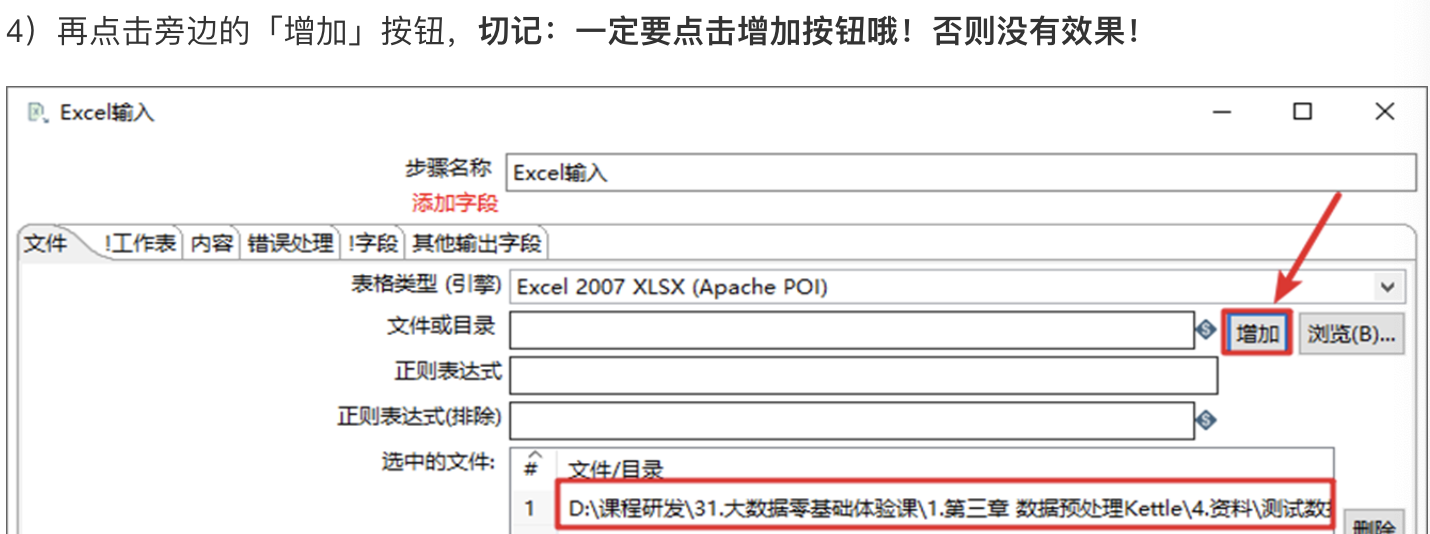 4）再点击旁边的「增加」按钮，切记：一定要点击增加按钮哦！否则没有效果！
Excel输入
步骤名称 Excel输入
添加字段
文件 !工作表 内容 错误处理 !字段 其他输出字段
表格类型 (引擎) Excel 2007 XLSX (Apache POI)
文件或目录 增加 浏览(B)...
正则表达式
正则表达式(排除)
选中的文件: # 文件/目录
1 D:\课程研发\31.大数据零基础体验课\1.第三章 数据预处理Kettle\4.资料\测试数据
删除